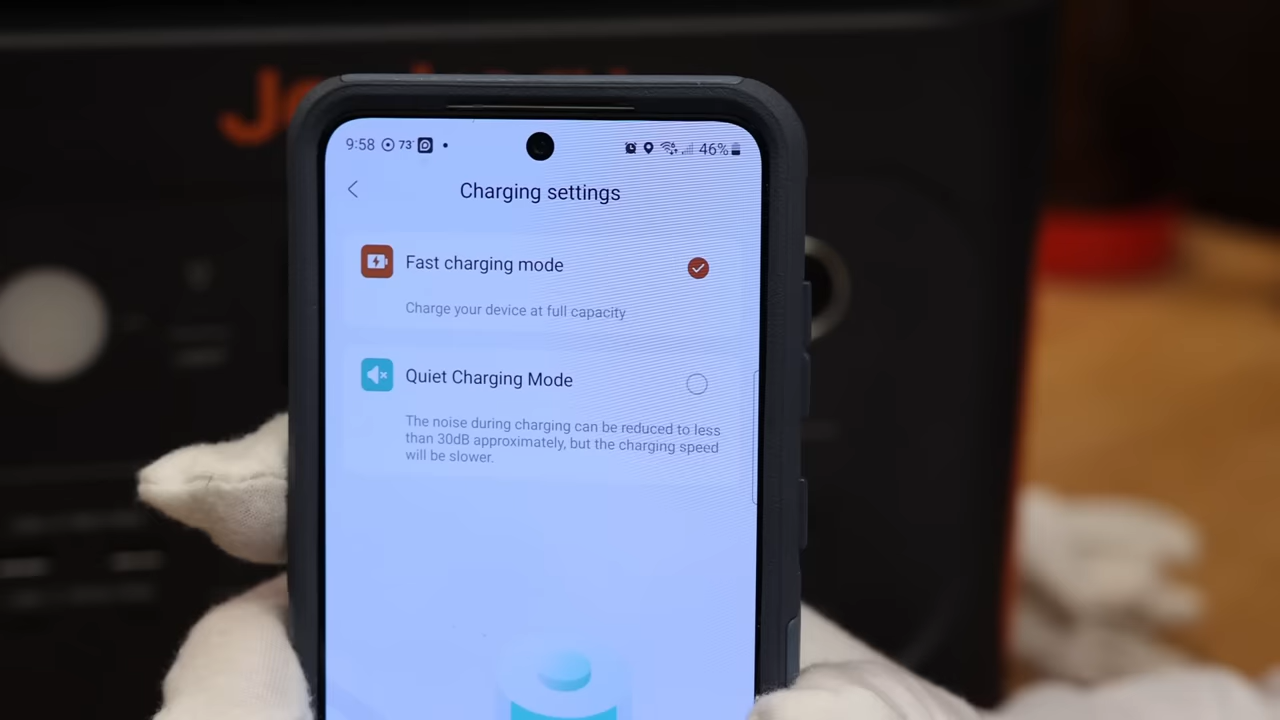 9:58 73° 46%
Charging settings
Fast charging mode
Charge your device at full capacity
Quiet Charging Mode
The noise during charging can be reduced to less
than 30dB approximately, but the charging speed
will be slower.